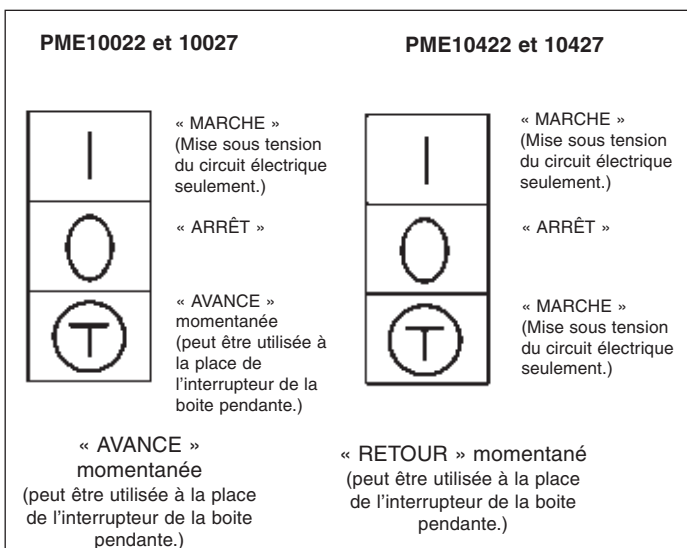 PME10022 et 10027
« MARCHE »
(Mise sous tension
du circuit électrique
seulement.)
« ARRÊT »
« AVANCE »
momentanée
(peut être utilisée à
la place de
l'interrupteur de la
boite pendante.)
« AVANCE »
momentanée
(peut être utilisée à la place
de l'interrupteur de la boite
pendante.)
PME10422 et 10427
« MARCHE »
(Mise sous tension
du circuit électrique
seulement.)
« ARRÊT »
« MARCHE »
(Mise sous tension
du circuit électrique
seulement.)
« RETOUR » momentané
(peut être utilisée à la place
de l'interrupteur de la boite
pendante.)
I
O
T
I
O
T